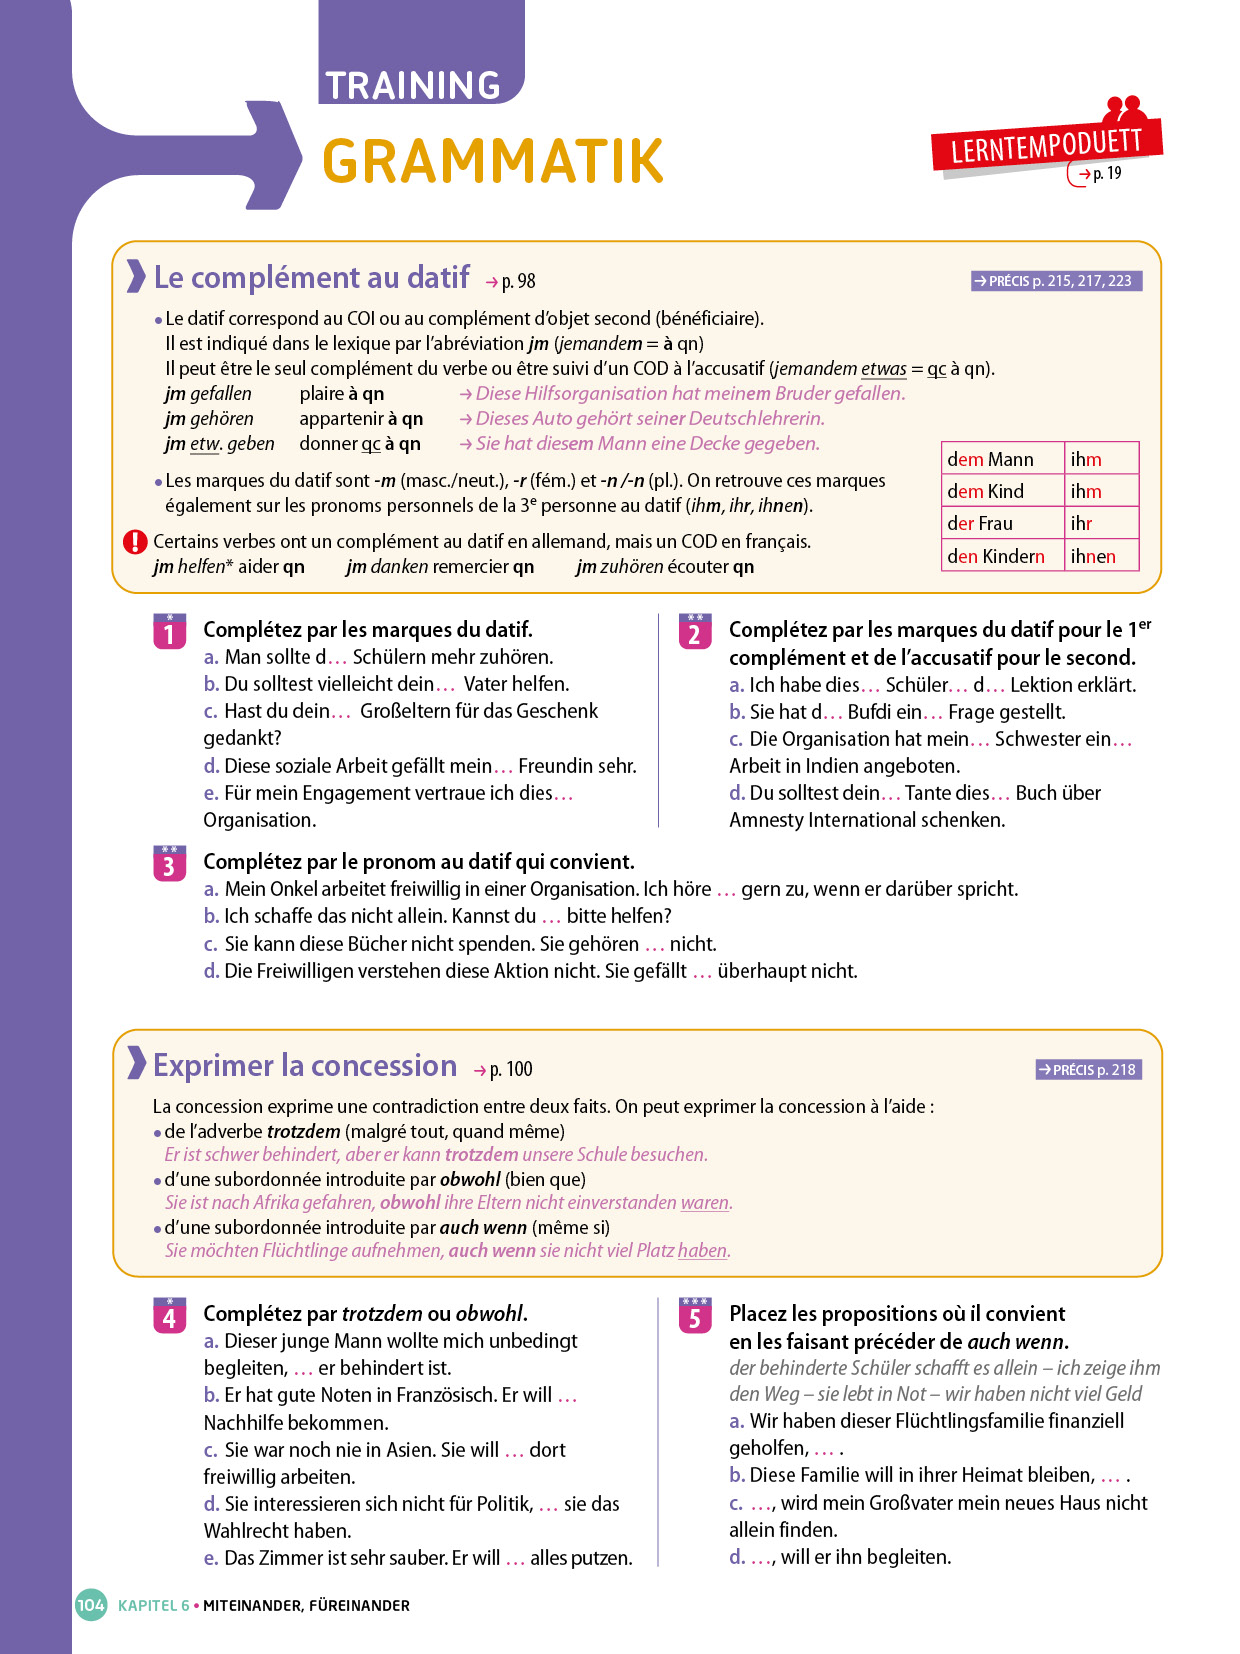 TRAINING
GRAMMATIK
LERNTEMPODUETT
→ p. 19
Le complément au datif → p. 98
→ PRÉCIS p. 215, 217, 223
• Le datif correspond au COI ou au complément d’objet second (bénéficiaire).
Il est indiqué dans le lexique par l’abréviation jm (jemandem = à qn)
Il peut être le seul complément du verbe ou être suivi d’un COD à l’accusatif (jemandem etwas = qc à qn).
jm gefallen plaire à qn → Diese Hilfsorganisation hat meinem Bruder gefallen.
jm gehören appartenir à qn → Dieses Auto gehört seiner Deutschlehrerin.
jm etw. geben donner qc à qn → Sie hat diesem Mann eine Decke gegeben.
• Les marques du datif sont -m (masc./neut.), -r (fém.) et -n /-n (pl.). On retrouve ces marques
également sur les pronoms personnels de la 3e personne au datif (ihm, ihr, ihnen).
dem Mann ihm
dem Kind ihm
der Frau ihr
den Kindern ihnen
! Certains verbes ont un complément au datif en allemand, mais un COD en français.
jm helfen* aider qn jm danken remercier qn jm zuhören écouter qn
* 1 Complétez par les marques du datif.
a. Man sollte d… Schülern mehr zuhören.
b. Du solltest vielleicht dein… Vater helfen.
c. Hast du dein… Großeltern für das Geschenk
gedankt?
d. Diese soziale Arbeit gefällt mein… Freundin sehr.
e. Für mein Engagement vertraue ich dies…
Organisation.
** 2 Complétez par les marques du datif pour le 1er
complément et de l’accusatif pour le second.
a. Ich habe dies… Schüler… d… Lektion erklärt.
b. Sie hat d… Bufdi ein… Frage gestellt.
c. Die Organisation hat mein… Schwester ein…
Arbeit in Indien angeboten.
d. Du solltest dein… Tante dies… Buch über
Amnesty International schenken.
** 3 Complétez par le pronom au datif qui convient.
a. Mein Onkel arbeitet freiwillig in einer Organisation. Ich höre … gern zu, wenn er darüber spricht.
b. Ich schaffe das nicht allein. Kannst du … bitte helfen?
c. Sie kann diese Bücher nicht spenden. Sie gehören … nicht.
d. Die Freiwilligen verstehen diese Aktion nicht. Sie gefällt … überhaupt nicht.
Exprimer la concession → p. 100
→ PRÉCIS p. 218
La concession exprime une contradiction entre deux faits. On peut exprimer la concession à l’aide :
• de l’adverbe trotzdem (malgré tout, quand même)
Er ist schwer behindert, aber er kann trotzdem unsere Schule besuchen.
• d’une subordonnée introduite par obwohl (bien que)
Sie ist nach Afrika gefahren, obwohl ihre Eltern nicht einverstanden waren.
• d’une subordonnée introduite par auch wenn (même si)
Sie möchten Flüchtlinge aufnehmen, auch wenn sie nicht viel Platz haben.
* 4 Complétez par trotzdem ou obwohl.
a. Dieser junge Mann wollte mich unbedingt
begleiten, … er behindert ist.
b. Er hat gute Noten in Französisch. Er will …
Nachhilfe bekommen.
c. Sie war noch nie in Asien. Sie will … dort
freiwillig arbeiten.
d. Sie interessieren sich nicht für Politik, … sie das
Wahlrecht haben.
e. Das Zimmer ist sehr sauber. Er will … alles putzen.
*** 5 Placez les propositions où il convient
en les faisant précéder de auch wenn.
der behinderte Schüler schafft es allein – ich zeige ihm
den Weg – sie lebt in Not – wir haben nicht viel Geld
a. Wir haben dieser Flüchtlingsfamilie finanziell
geholfen, … .
b. Diese Familie will in ihrer Heimat bleiben, … .
c. …, wird mein Großvater mein neues Haus nicht
allein finden.
d. …, will er ihn begleiten.
104 KAPITEL 6 • MITEINANDER, FÜREINANDER